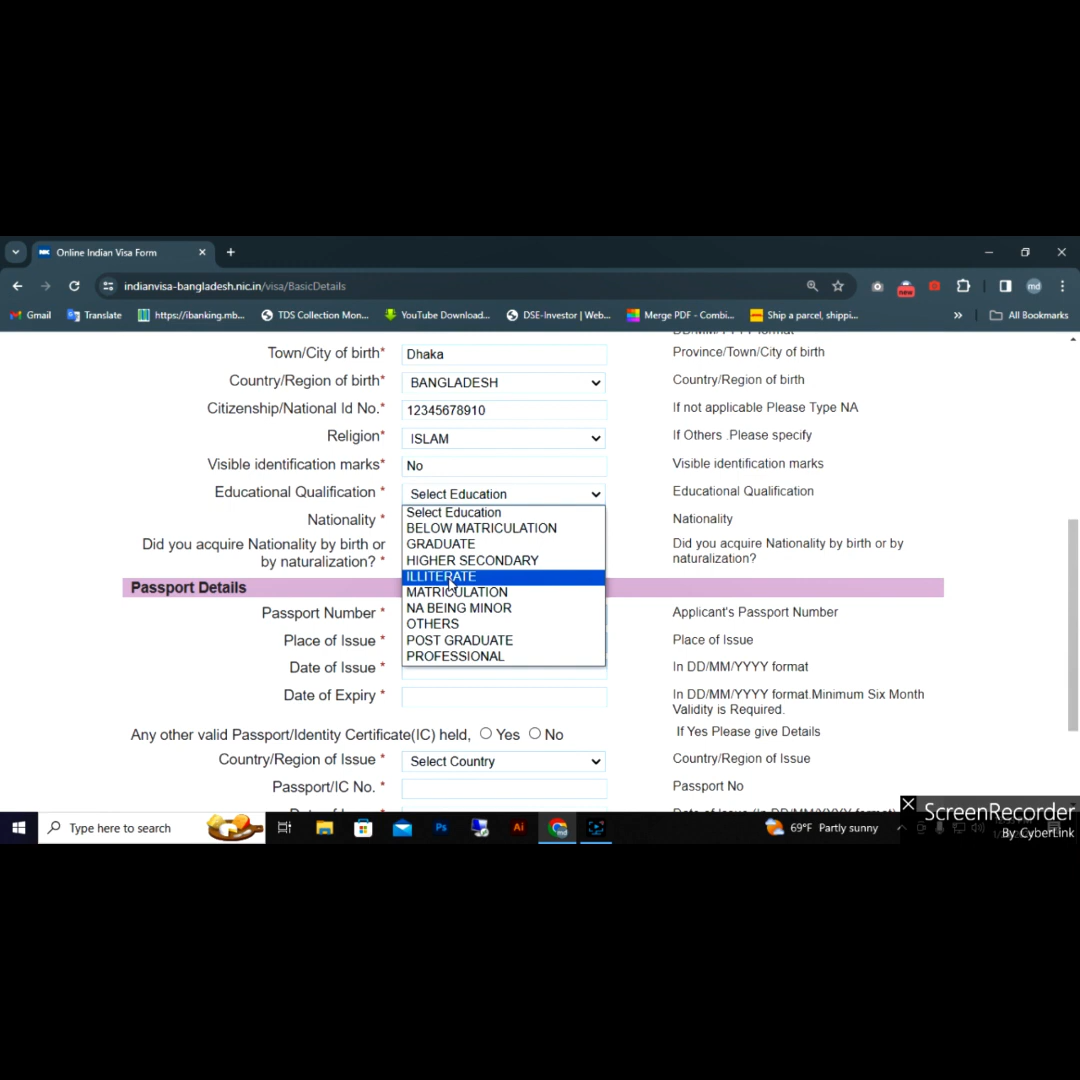 Online Indian Visa Form
indianvisa-bangladesh.nic.in/visa/BasicDetails
new
md
Gmail Translate https://ibanking.mb... TDS Collection Mon... YouTube Download... DSE-Investor | Web... Merge PDF - Combi... Ship a parcel, shippi... » All Bookmarks
Town/City of birth* Dhaka Province/Town/City of birth
Country/Region of birth* BANGLADESH Country/Region of birth
Citizenship/National Id No.* 12345678910 If not applicable Please Type NA
Religion* ISLAM If Others .Please specify
Visible identification marks* No Visible identification marks
Educational Qualification * Select Education Educational Qualification
Select Education
BELOW MATRICULATION
GRADUATE
HIGHER SECONDARY
ILLITERATE
MATRICULATION
NA BEING MINOR
OTHERS
POST GRADUATE
PROFESSIONAL
Nationality * Nationality
Did you acquire Nationality by birth or by naturalization? * Did you acquire Nationality by birth or by
naturalization?
Passport Details
Passport Number * Applicant's Passport Number
Place of Issue * Place of Issue
Date of Issue * In DD/MM/YYYY format
Date of Expiry * In DD/MM/YYYY format.Minimum Six Month
Validity is Required.
Any other valid Passport/Identity Certificate(IC) held, Yes No If Yes Please give Details
Country/Region of Issue * Select Country Country/Region of Issue
Passport/IC No. * Passport No
Type here to search
Ps
Ai
69°F Partly sunny
ScreenRecorder
By CyberLink